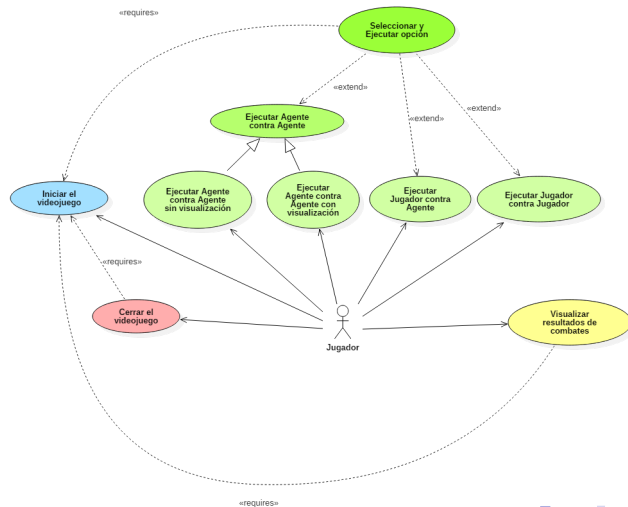 «requires»
Seleccionar y
Ejecutar opción
«extend»
«extend»
«extend»
Ejecutar Agente
contra Agente
Iniciar el
videojuego
Ejecutar Agente
contra Agente
sin visualización
Ejecutar
Agente contra
Agente con
visualización
Ejecutar
Jugador contra
Agente
Ejecutar Jugador
contra Jugador
«requires»
Cerrar el
videojuego
Jugador
Visualizar
resultados de
combates
«requires»